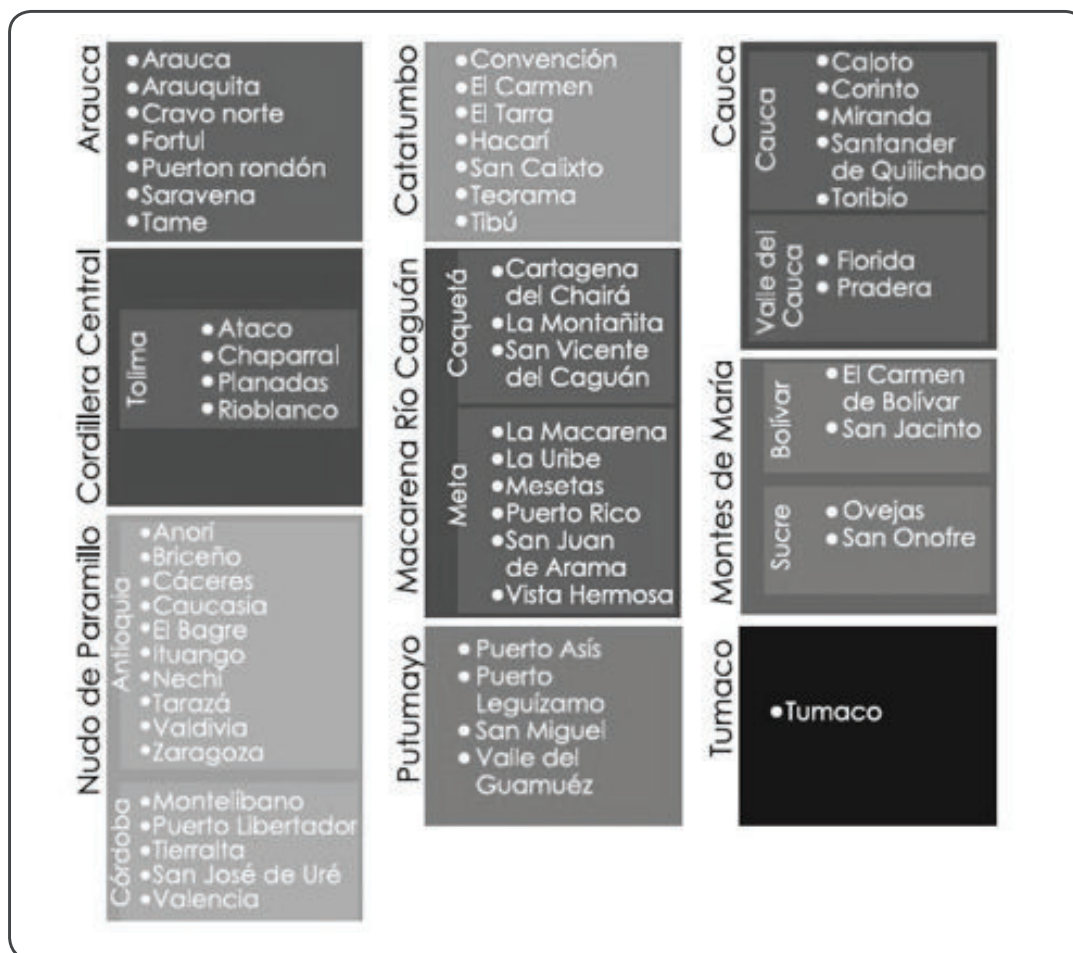 Arauca
Arauca
Arauquita
Cravo norte
Fortul
Puerton rondón
Saravena
Tame
Catatumbo
Convención
El Carmen
El Tarra
Hacarí
San Calixto
Teorama
Tibú
Cauca
Cauca
Caloto
Corinto
Miranda
Santander
de Quilichao
Toribío
Valle del
Cauca
Florida
Pradera
Cordillera Central
Tolima
Ataco
Chaparral
Planadas
Rioblanco
Macarena Río Caguán
Caquetá
Cartagena
del Chairá
La Montañita
San Vicente
del Caguán
Meta
La Macarena
La Uribe
Mesetas
Puerto Rico
San Juan
de Arama
Vista Hermosa
Montes de María
Bolívar
El Carmen
de Bolívar
San Jacinto
Sucre
Ovejas
San Onofre
Nudo de Paramillo
Antioquia
Anorí
Briceño
Cáceres
Caucasia
El Bagre
Ituango
Nechí
Tarazá
Valdivia
Zaragoza
Córdoba
Montelíbano
Puerto Libertador
Tierralta
San José de Uré
Valencia
Putumayo
Puerto Asís
Puerto
Leguízamo
San Miguel
Valle del
Guamuéz
Tumaco
Tumaco